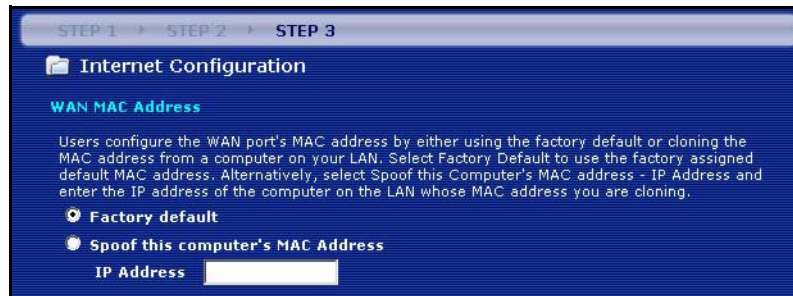 STEP 1 STEP 2 STEP 3
Internet Configuration
WAN MAC Address
Users configure the WAN port's MAC address by either using the factory default or cloning the
MAC address from a computer on your LAN. Select Factory Default to use the factory assigned
default MAC address. Alternatively, select Spoof this Computer's MAC address - IP Address and
enter the IP address of the computer on the LAN whose MAC address you are cloning.
Factory default
Spoof this computer's MAC Address
IP Address